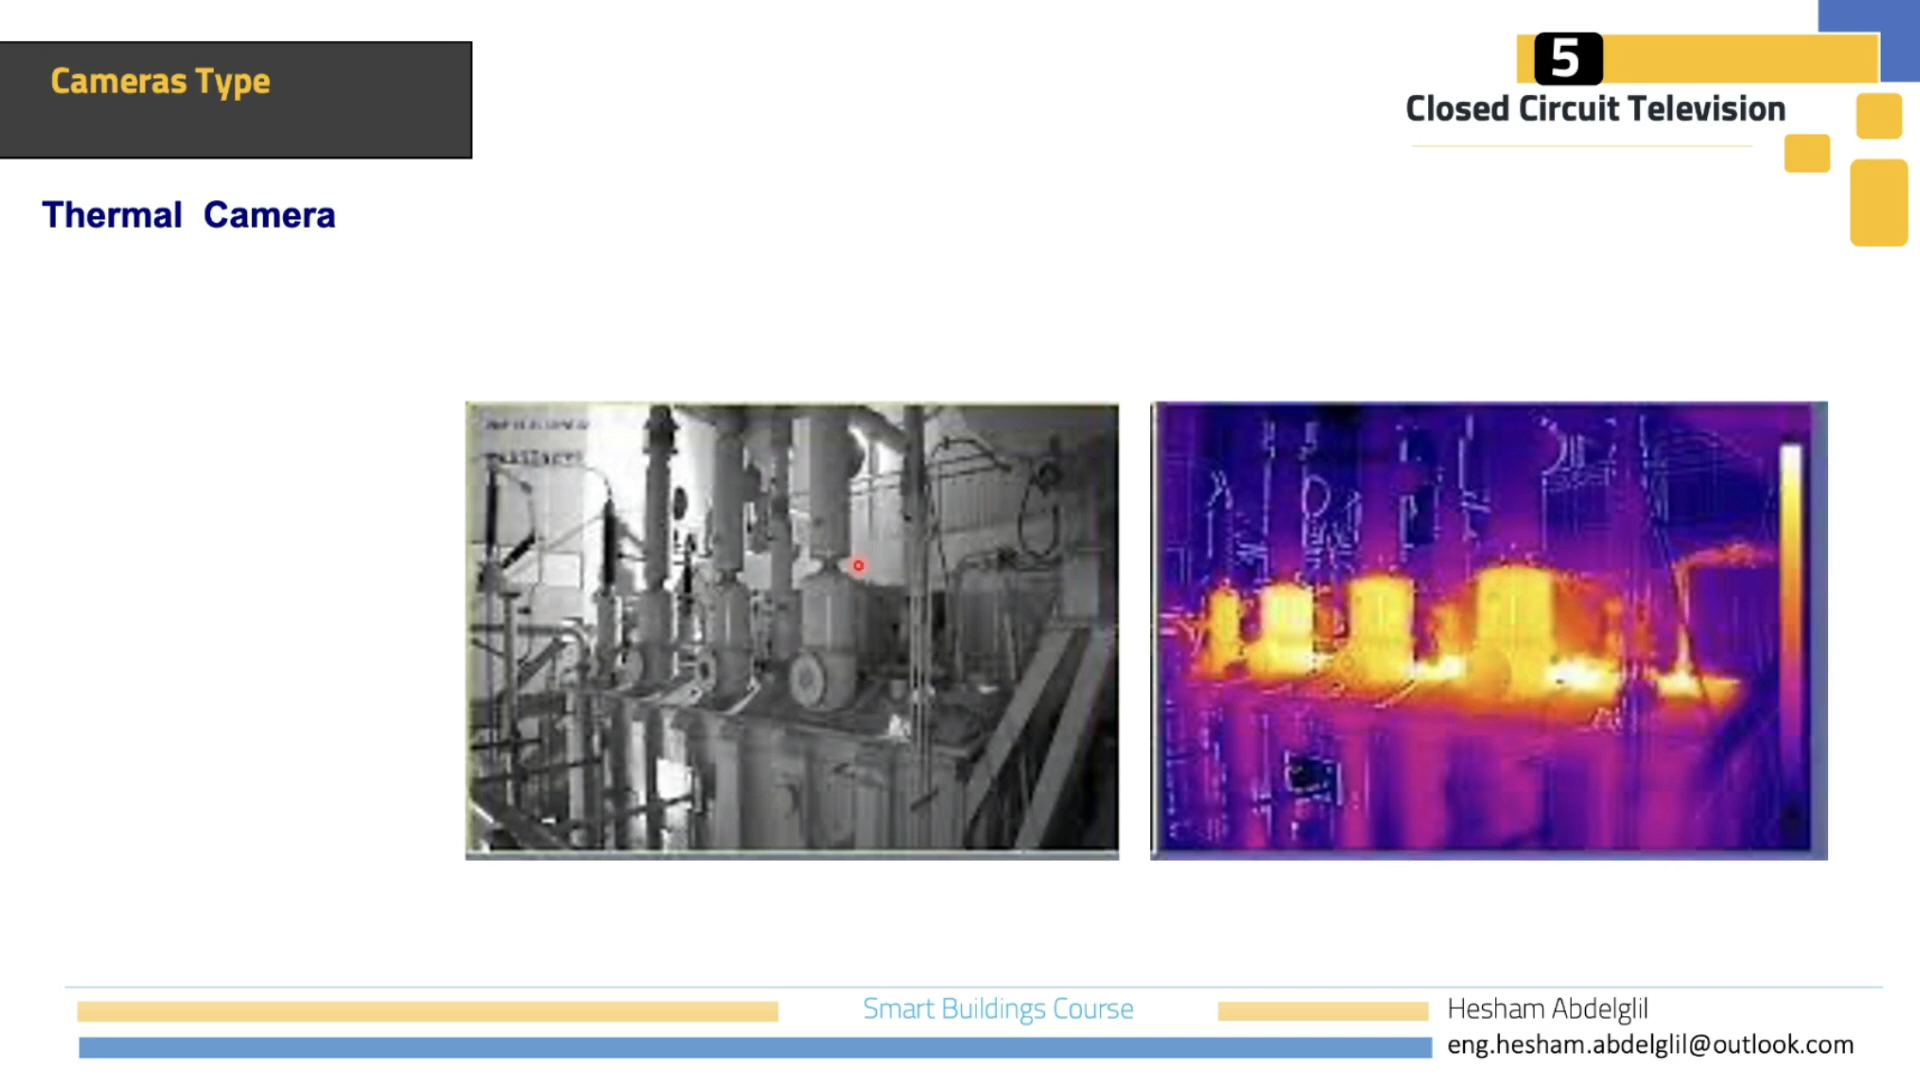 Cameras Type
5
Closed Circuit Television
Thermal Camera
Smart Buildings Course
Hesham Abdelglil
eng.hesham.abdelglil@outlook.com